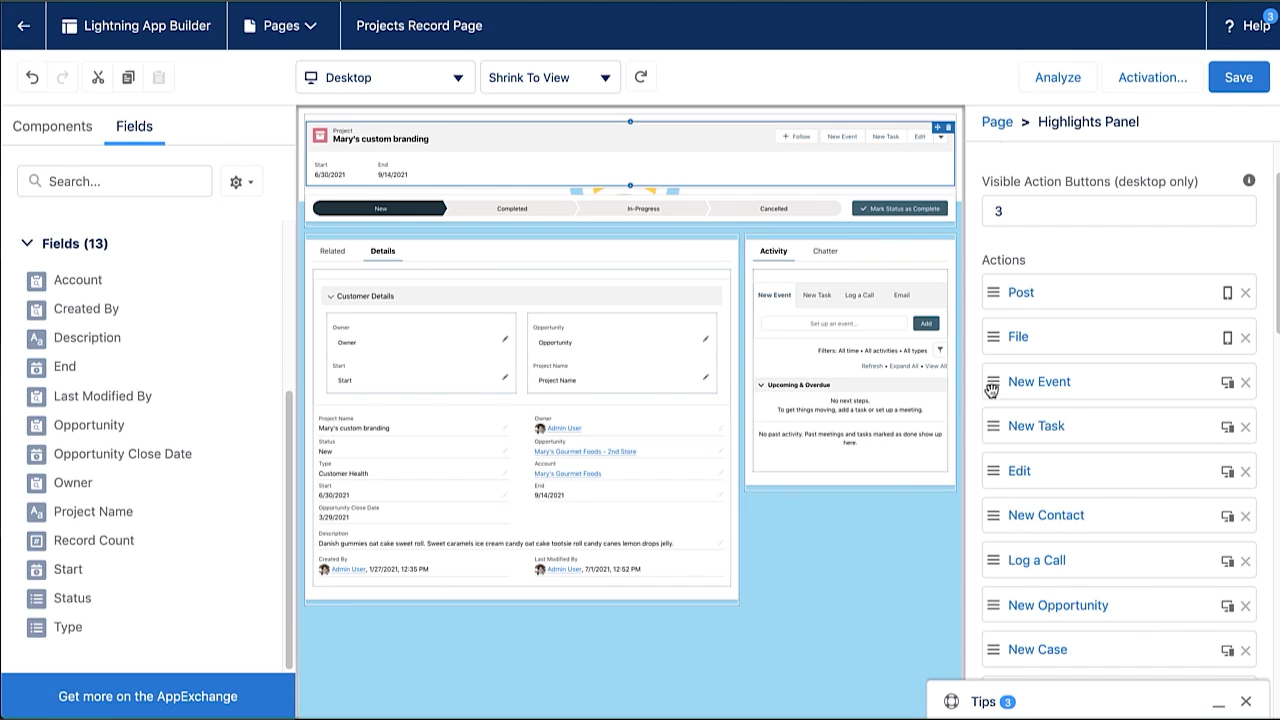 Lightning App Builder
Pages
Projects Record Page
? Help
3
Desktop
Shrink To View
Analyze
Activation...
Save
Components
Fields
Search...
Fields (13)
Account
Created By
Description
End
Last Modified By
Opportunity
Opportunity Close Date
Owner
Project Name
Record Count
Start
Status
Type
Get more on the AppExchange
Project
Mary's custom branding
+ Follow
New Event
New Task
Edit
Start
End
6/30/2021
9/14/2021
New
Completed
In-Progress
Cancelled
Mark Status as Complete
Related
Details
Customer Details
Owner
Owner
Opportunity
Opportunity
Start
Start
Project Name
Project Name
Project Name
Mary's custom branding
Owner
Admin User
Status
New
Opportunity
Mary's Gourmet Foods - 2nd Store
Type
Customer Health
Account
Mary's Gourmet Foods
Start
6/30/2021
End
9/14/2021
Opportunity Close Date
3/29/2021
Description
Danish gummies oat cake sweet roll. Sweet caramels ice cream candy oat cake tootsie roll candy canes lemon drops jelly.
Created By
Admin User, 1/27/2021, 12:35 PM
Last Modified By
Admin User, 7/1/2021, 12:52 PM
Activity
Chatter
New Event
New Task
Log a Call
Email
Set up an event...
Add
Filters: All time • All activities • All types
Refresh • Expand All • View All
Upcoming & Overdue
No next steps.
To get things moving, add a task or set up a meeting.
No past activity. Past meetings and tasks marked as done show up
here.
Page > Highlights Panel
Visible Action Buttons (desktop only)
3
Actions
Post
File
New Event
New Task
Edit
New Contact
Log a Call
New Opportunity
New Case
Tips 3